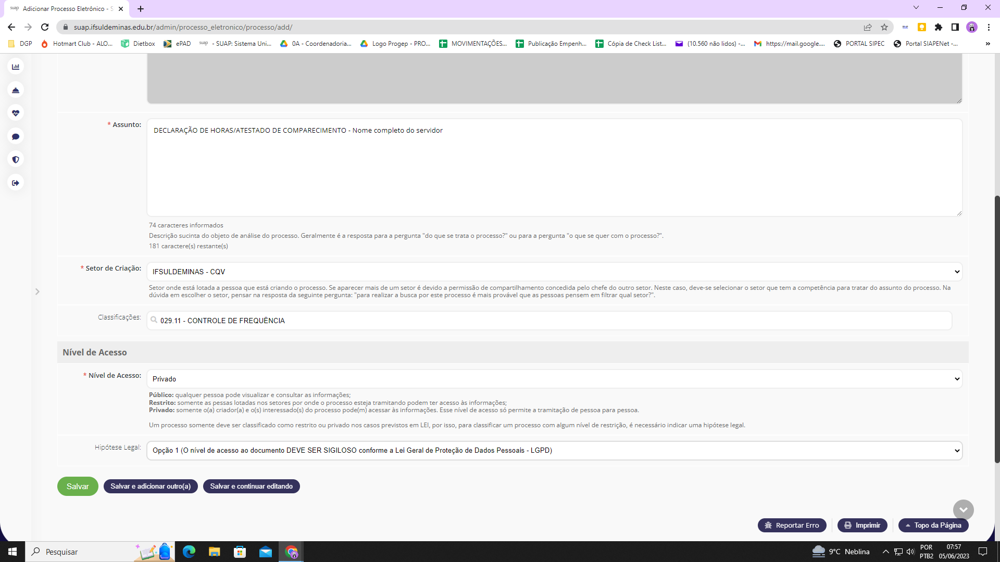 suap Adicionar Processo Eletrônico - S
suap.ifsuldeminas.edu.br/admin/processo_eletronico/processo/add/
DGP Hotmart Club - ALO... Dietbox ePAD suap - SUAP: Sistema Uni... 0A - Coordenadoria... Logo Progep - PRO... MOVIMENTAÇÕES... Publicação Empenh... Cópia de Check List... (10.560 não lidos) -... https://mail.google.... PORTAL SIPEC Portal SIAPENet -... »
* Assunto: DECLARAÇÃO DE HORAS/ATESTADO DE COMPARECIMENTO - Nome completo do servidor
74 caracteres informados
Descrição sucinta do objeto de análise do processo. Geralmente é a resposta para a pergunta "do que se trata o processo?" ou para a pergunta "o que se quer com o processo?".
181 caractere(s) restante(s)
* Setor de Criação: IFSULDEMINAS - CQV
Setor onde está lotada a pessoa que está criando o processo. Se aparecer mais de um setor é devido a permissão de compartilhamento concedida pelo chefe do outro setor. Neste caso, deve-se selecionar o setor que tem a competência para tratar do assunto do processo. Na
dúvida em escolher o setor, pensar na resposta da seguinte pergunta: "para realizar a busca por este processo é mais provável que as pessoas pensem em filtrar qual setor?".
Classificações: 029.11 - CONTROLE DE FREQUÊNCIA
Nível de Acesso
* Nível de Acesso: Privado
Público: qualquer pessoa pode visualizar e consultar as informações;
Restrito: somente as pessas lotadas nos setores por onde o processo esteja tramitando podem ter acesso às informações;
Privado: somente o(a) criador(a) e o(s) interessado(s) do processo pode(m) acessar às informações. Esse nível de acesso só permite a tramitação de pessoa para pessoa.
Um processo somente deve ser classificado como restrito ou privado nos casos previstos em LEI, por isso, para classificar um processo com algum nível de restrição, é necessário indicar uma hipótese legal.
Hipótese Legal: Opção 1 (O nível de acesso ao documento DEVE SER SIGILOSO conforme a Lei Geral de Proteção de Dados Pessoais - LGPD)
Salvar Salvar e adicionar outro(a) Salvar e continuar editando
Reportar Erro Imprimir Topo da Página
Pesquisar 9°C Neblina POR 07:57
PTB2 05/06/2023